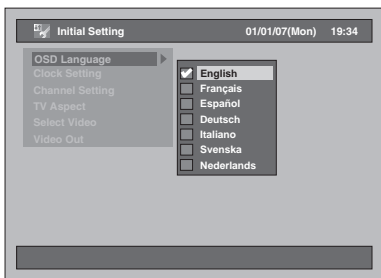 Initial Setting 01/01/07(Mon) 19:34
OSD Language
Clock Setting
Channel Setting
TV Aspect
Select Video
Video Out
English
Français
Español
Deutsch
Italiano
Svenska
Nederlands